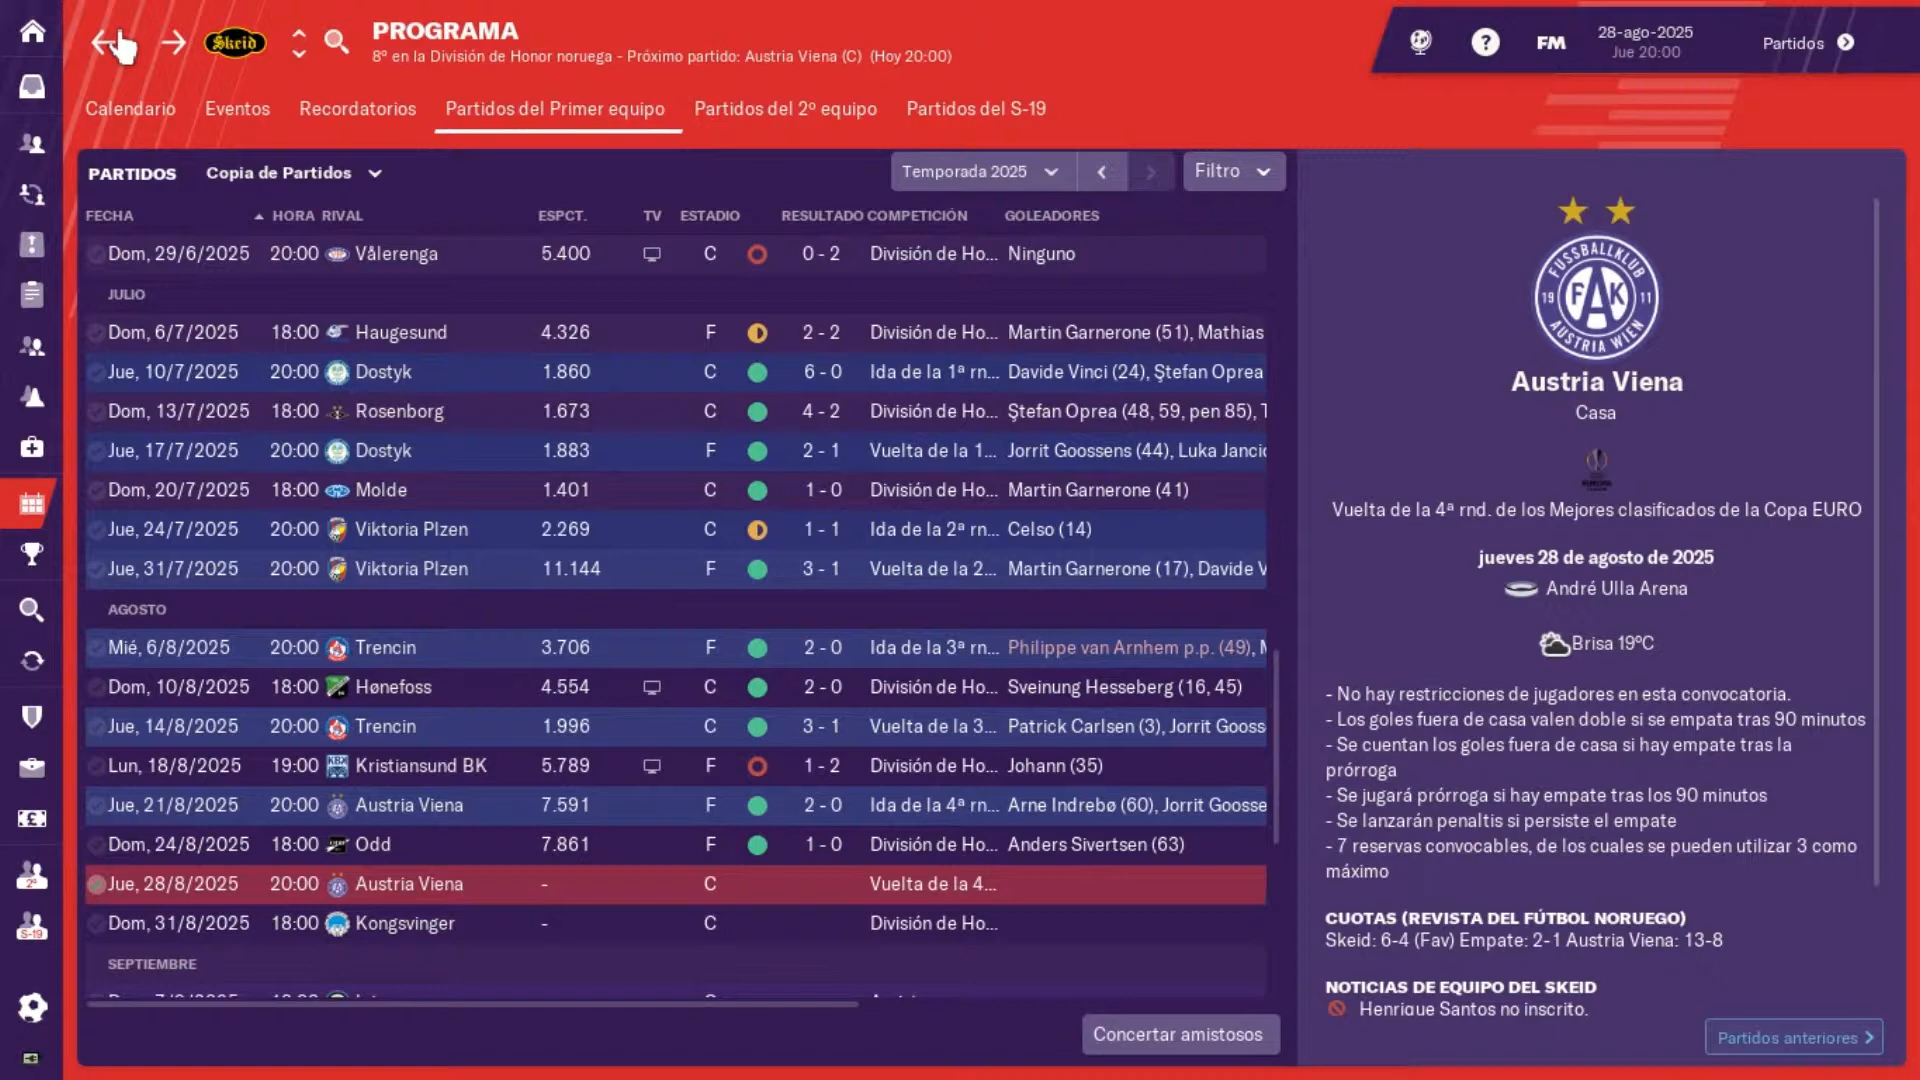 Skeid
PROGRAMA
8º en la División de Honor noruega - Próximo partido: Austria Viena (C) (Hoy 20:00)
FM
28-ago-2025
Jue 20:00
Partidos
Calendario Eventos Recordatorios Partidos del Primer equipo Partidos del 2º equipo Partidos del S-19
PARTIDOS Copia de Partidos Temporada 2025 Filtro
FECHA HORA RIVAL ESPCT. TV ESTADIO RESULTADO COMPETICIÓN GOLEADORES
Dom, 29/6/2025 20:00 Vålerenga 5.400 C 0 - 2 División de Ho... Ninguno
JULIO
Dom, 6/7/2025 18:00 Haugesund 4.326 F 2 - 2 División de Ho... Martin Garnerone (51), Mathias
Jue, 10/7/2025 20:00 Dostyk 1.860 C 6 - 0 Ida de la 1ª rn... Davide Vinci (24), Ştefan Oprea
Dom, 13/7/2025 18:00 Rosenborg 1.673 C 4 - 2 División de Ho... Ştefan Oprea (48, 59, pen 85),
Jue, 17/7/2025 20:00 Dostyk 1.883 F 2 - 1 Vuelta de la 1... Jorrit Goossens (44), Luka Jancic
Dom, 20/7/2025 18:00 Molde 1.401 C 1 - 0 División de Ho... Martin Garnerone (41)
Jue, 24/7/2025 20:00 Viktoria Plzen 2.269 C 1 - 1 Ida de la 2ª rn... Celso (14)
Jue, 31/7/2025 20:00 Viktoria Plzen 11.144 F 3 - 1 Vuelta de la 2... Martin Garnerone (17), Davide V
AGOSTO
Mié, 6/8/2025 20:00 Trencin 3.706 F 2 - 0 Ida de la 3ª rn... Philippe van Arnhem p.p. (49), M
Dom, 10/8/2025 18:00 Hønefoss 4.554 C 2 - 0 División de Ho... Sveinung Hesseberg (16, 45)
Jue, 14/8/2025 20:00 Trencin 1.996 C 3 - 1 Vuelta de la 3... Patrick Carlsen (3), Jorrit Gooss
Lun, 18/8/2025 19:00 Kristiansund BK 5.789 F 1 - 2 División de Ho... Johann (35)
Jue, 21/8/2025 20:00 Austria Viena 7.591 F 2 - 0 Ida de la 4ª rn... Arne Indrebø (60), Jorrit Goosse
Dom, 24/8/2025 18:00 Odd 7.861 F 1 - 0 División de Ho... Anders Sivertsen (63)
Jue, 28/8/2025 20:00 Austria Viena - C Vuelta de la 4...
Dom, 31/8/2025 18:00 Kongsvinger - C División de Ho...
SEPTIEMBRE
Concertar amistosos
FUSSBALLKLUB
19 FAK 11
AUSTRIA WIEN
Austria Viena
Casa
Vuelta de la 4ª rnd. de los Mejores clasificados de la Copa EURO
jueves 28 de agosto de 2025
André Ulla Arena
Brisa 19ºC
- No hay restricciones de jugadores en esta convocatoria.
- Los goles fuera de casa valen doble si se empata tras 90 minutos
- Se cuentan los goles fuera de casa si hay empate tras la
prórroga
- Se jugará prórroga si hay empate tras los 90 minutos
- Se lanzarán penaltis si persiste el empate
- 7 reservas convocables, de los cuales se pueden utilizar 3 como
máximo
CUOTAS (REVISTA DEL FÚTBOL NORUEGO)
Skeid: 6-4 (Fav) Empate: 2-1 Austria Viena: 13-8
NOTICIAS DE EQUIPO DEL SKEID
Henrique Santos no inscrito.
Partidos anteriores
2º
S-19